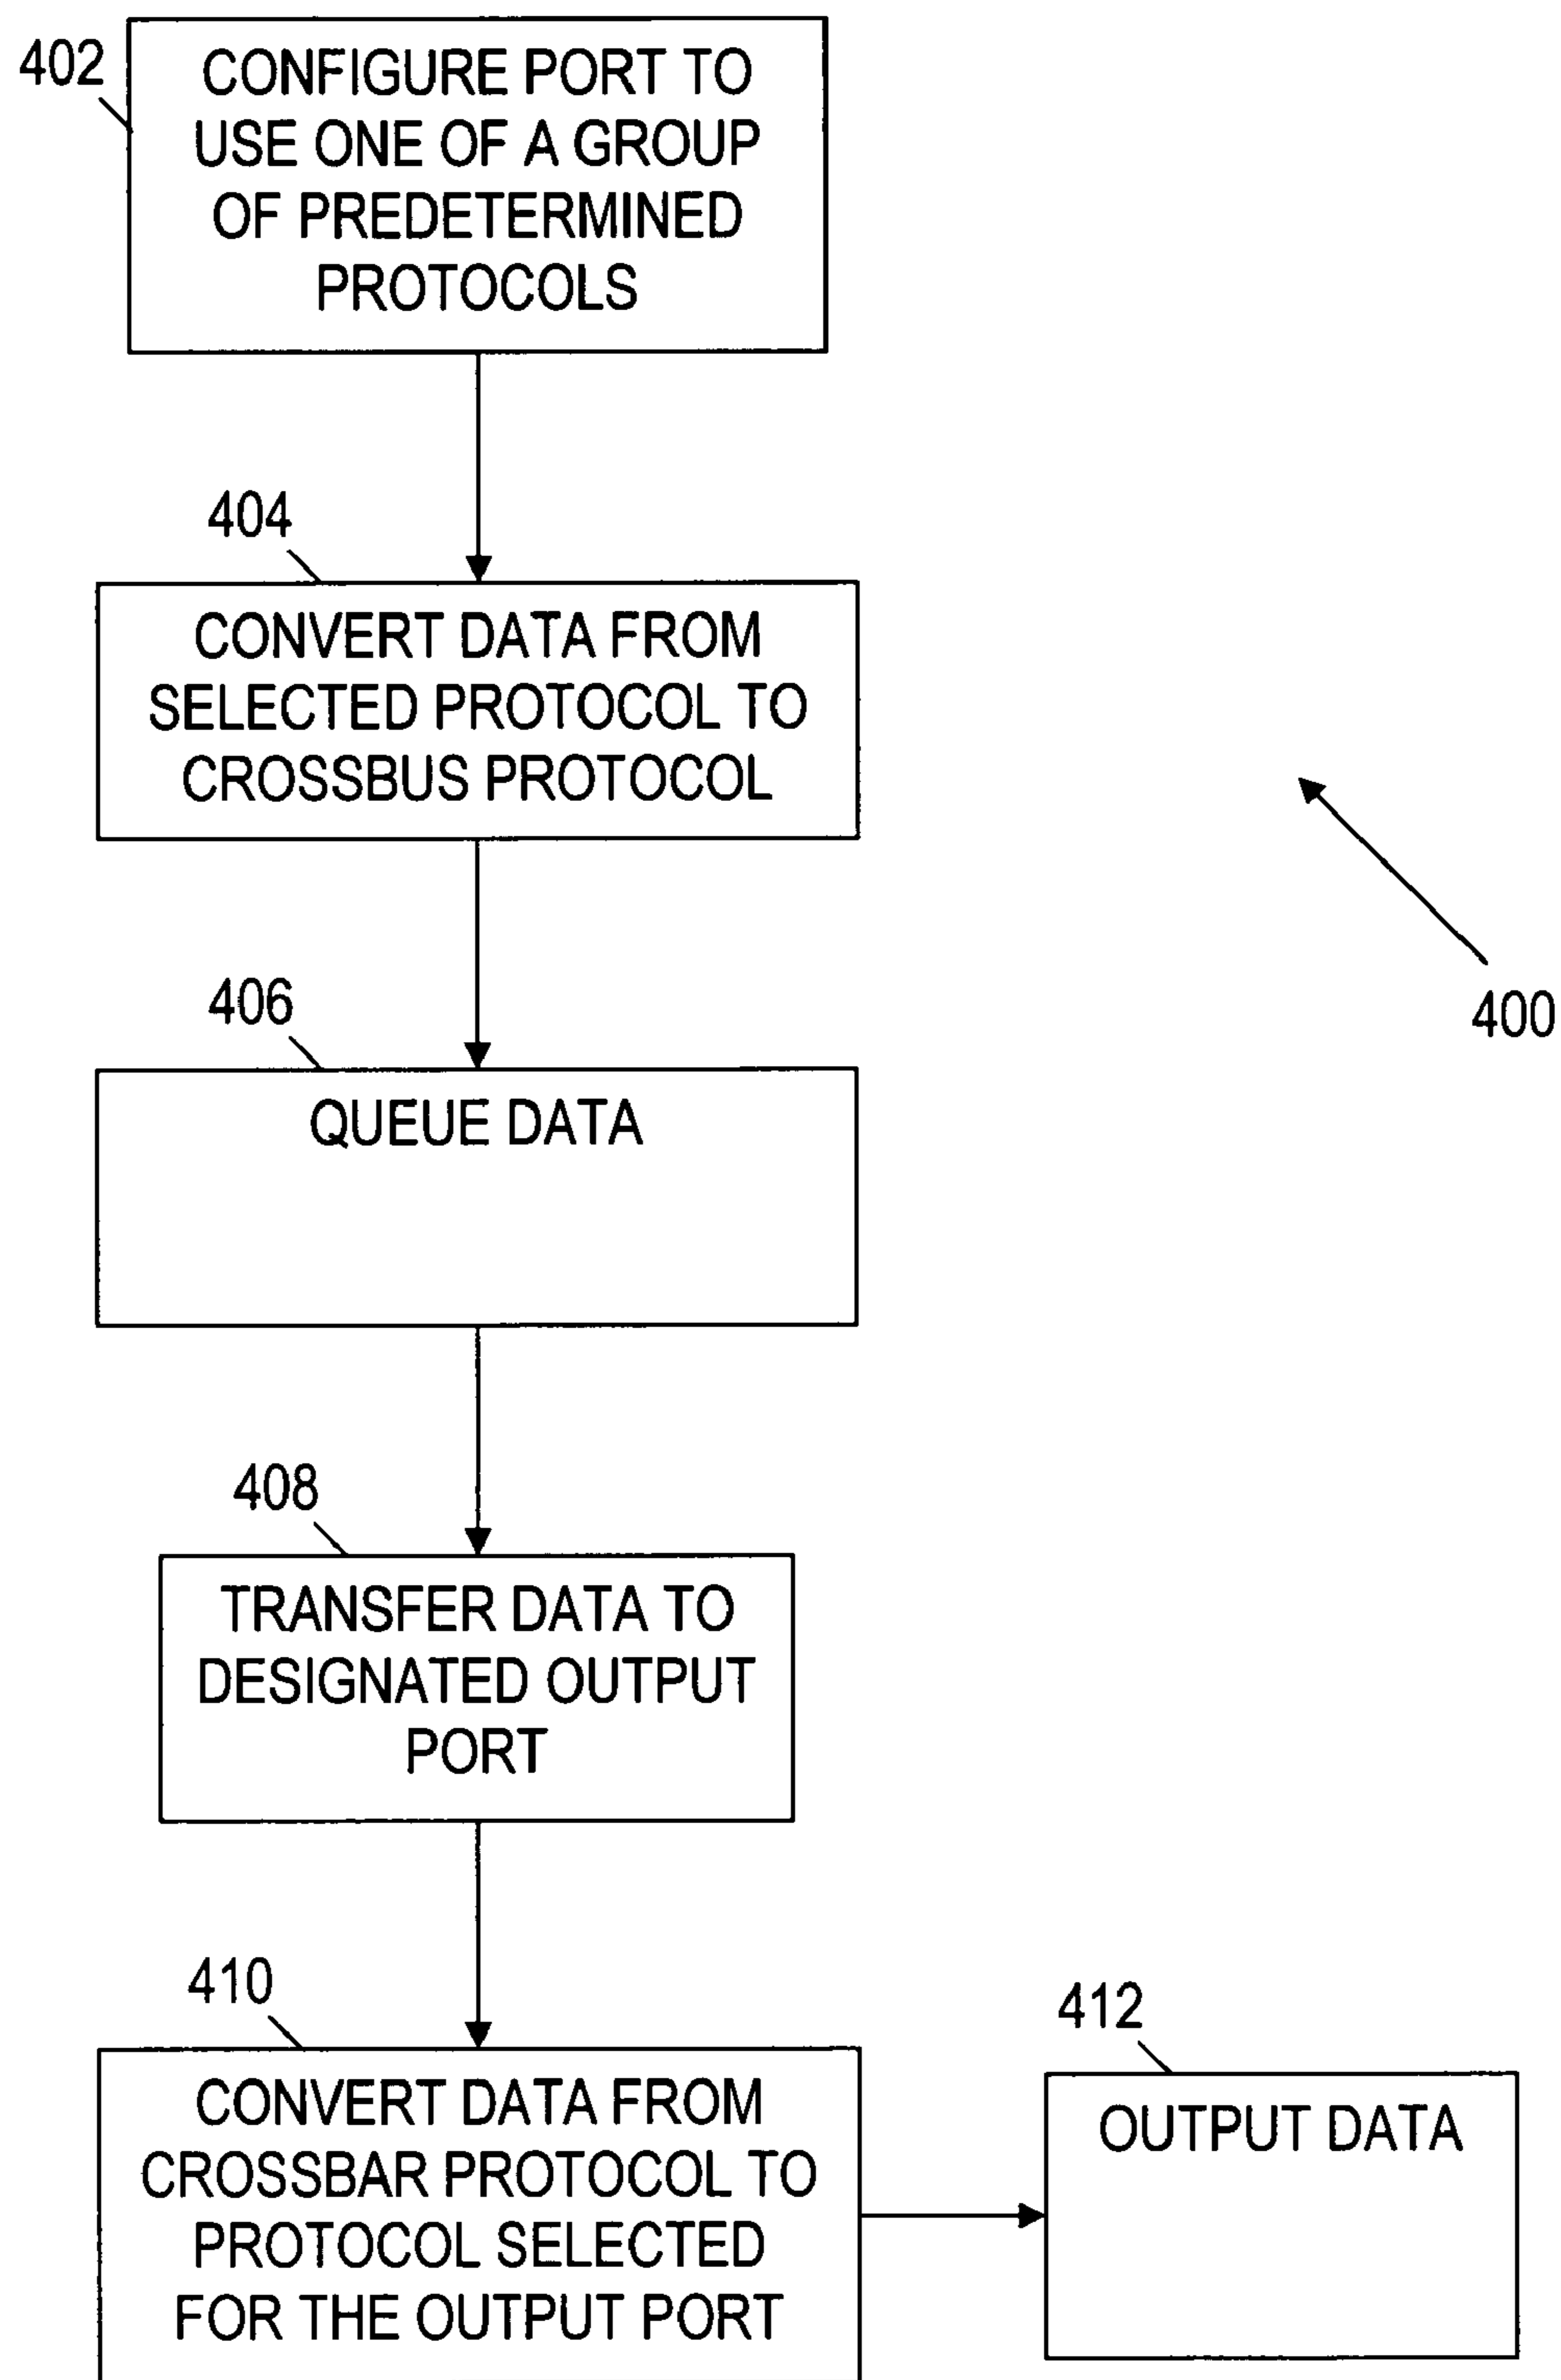 402
CONFIGURE PORT TO
USE ONE OF A GROUP
OF PREDETERMINED
PROTOCOLS
404
CONVERT DATA FROM
SELECTED PROTOCOL TO
CROSSBUS PROTOCOL
400
406
QUEUE DATA
408
TRANSFER DATA TO
DESIGNATED OUTPUT
PORT
410
CONVERT DATA FROM
CROSSBAR PROTOCOL TO
PROTOCOL SELECTED
FOR THE OUTPUT PORT
412
OUTPUT DATA